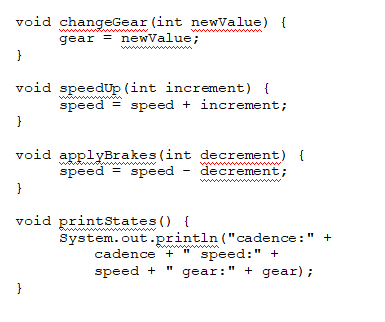 void changeGear(int newValue) {
gear = newValue;
}
void speedUp(int increment) {
speed = speed + increment;
}
void applyBrakes(int decrement) {
speed = speed - decrement;
}
void printStates() {
System.out.println("cadence:" +
cadence + " speed:" +
speed + " gear:" + gear);
}